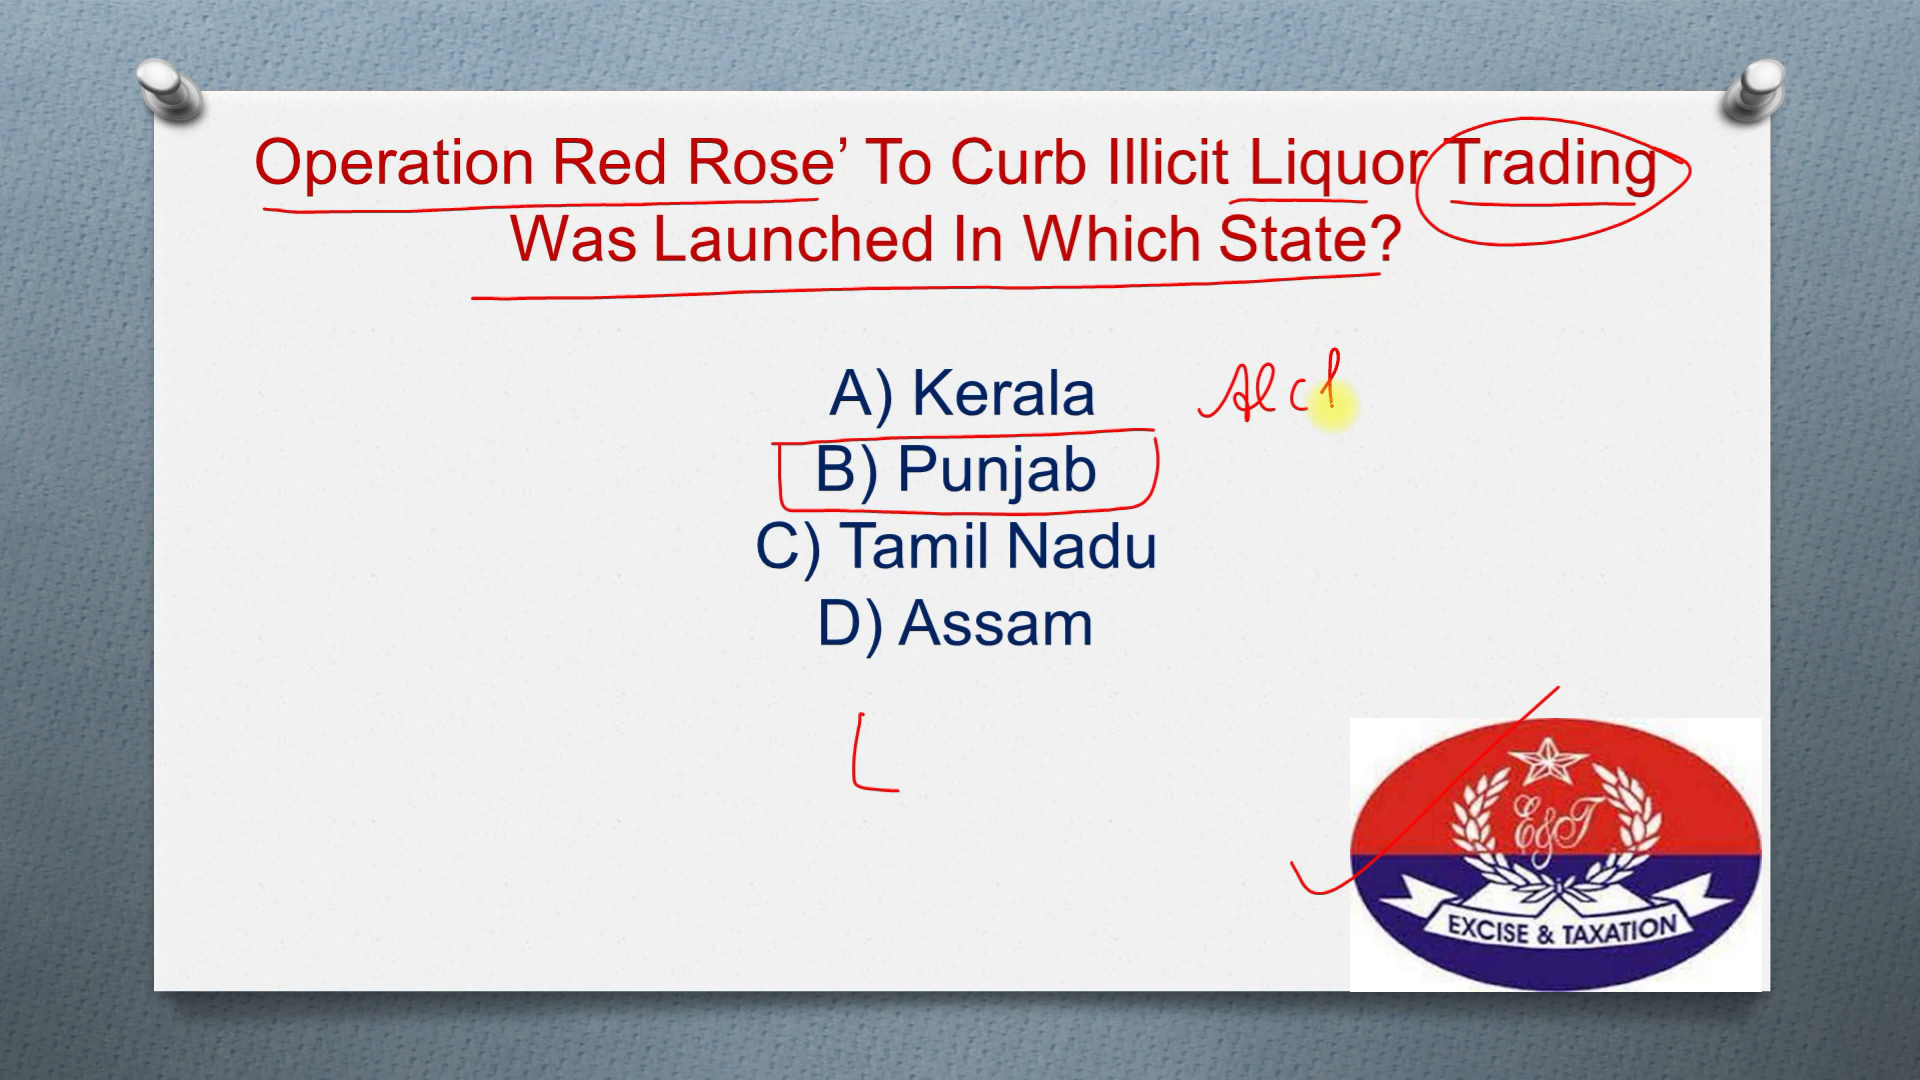 Operation Red Rose’ To Curb Illicit Liquor Trading
Was Launched In Which State?
A) Kerala
B) Punjab
C) Tamil Nadu
D) Assam
E&T
EXCISE & TAXATION